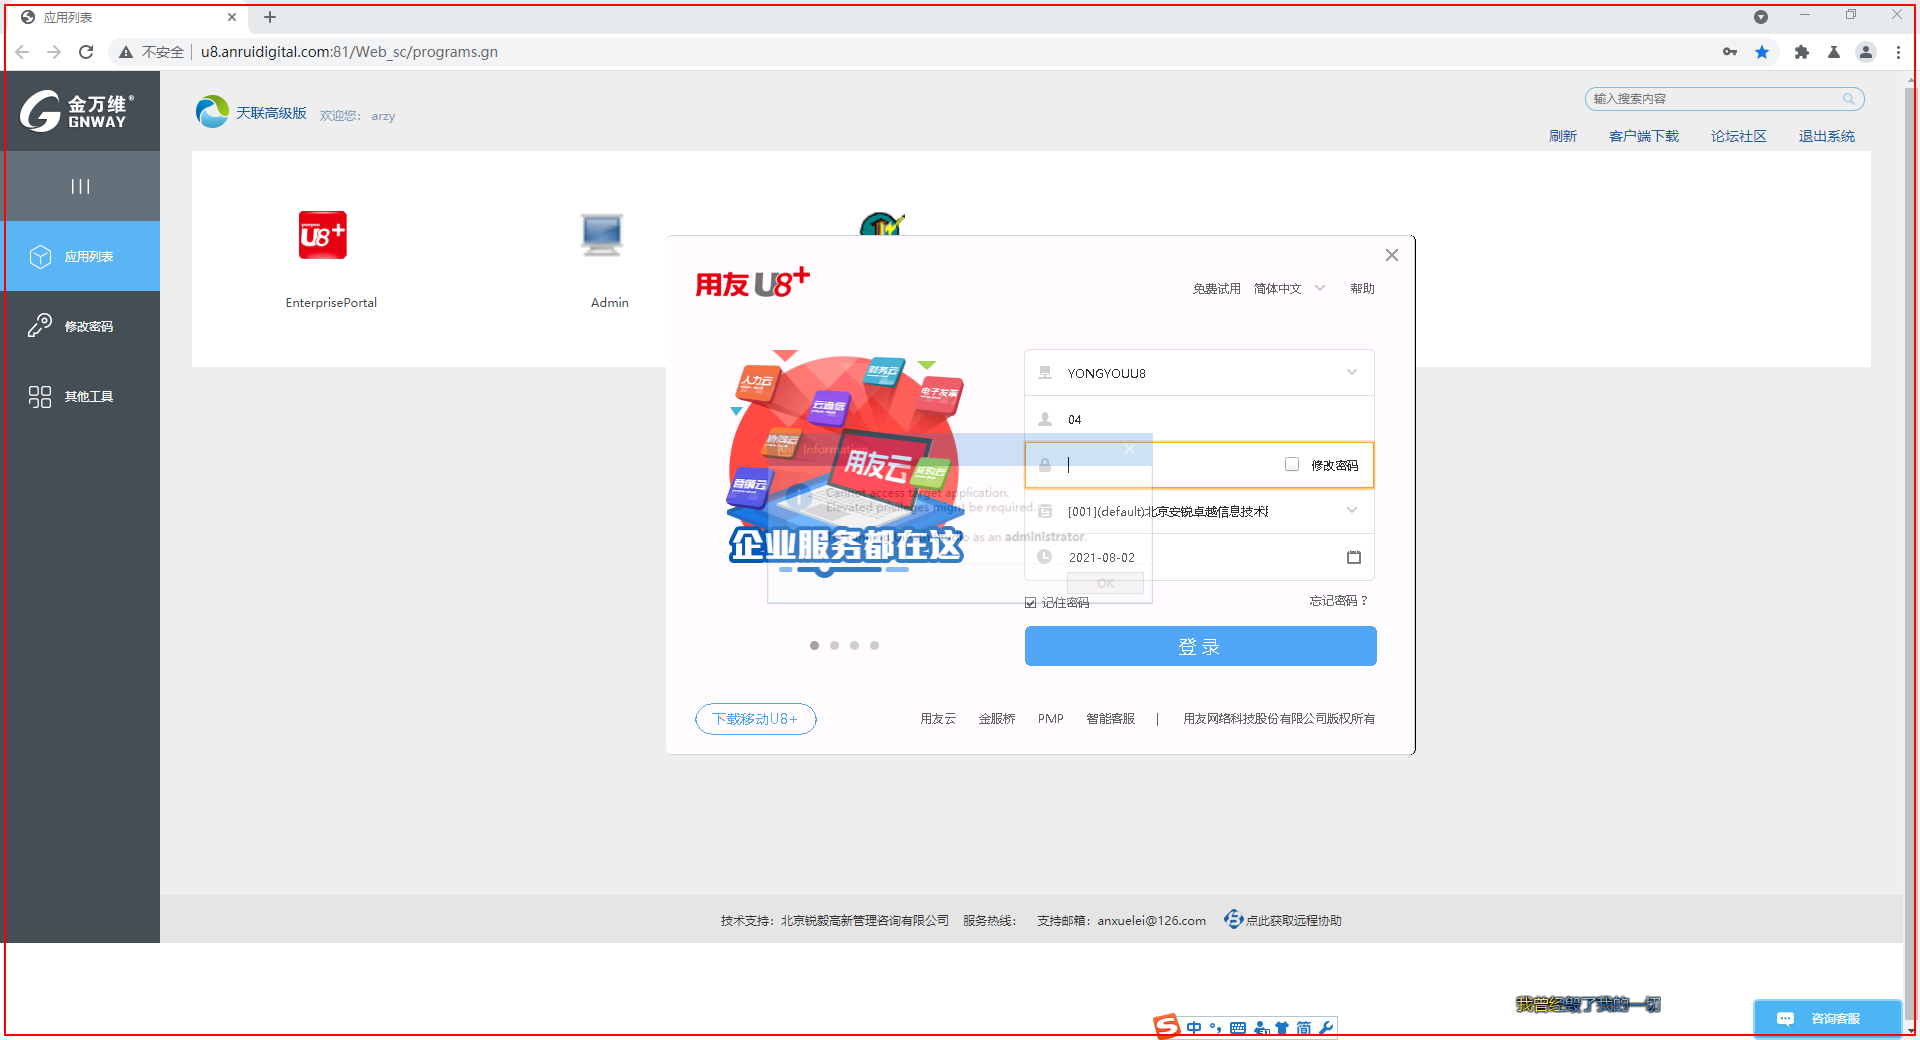 应用列表
不安全
u8.anruidigital.com:81/Web_sc/programs.gn
金万维®
GNWAY
天联高级版 欢迎您: arzy
输入搜索内容
刷新 客户端下载 论坛社区 退出系统
应用列表
修改密码
其他工具
U8+
EnterprisePortal
Admin
用友U8+
免费试用 简体中文 帮助
人力云
财务云
电子发票
云通信
协同云
用友云
采购云
营销云
企业服务都在这
YONGYOUU8
04
修改密码
[001](default)北京安锐卓越信息技术
2021-08-02
Information
Cannot access target application.
Elevated privileges might be required.
as an administrator.
OK
记住密码 忘记密码?
登录
下载移动U8+
用友云 金服桥 PMP 智能客服 | 用友网络科技股份有限公司版权所有
技术支持: 北京锐毅高新管理咨询有限公司 服务热线: 支持邮箱: anxuelei@126.com 点此获取远程协助
我曾经毁了我的一切
中 简
咨询客服